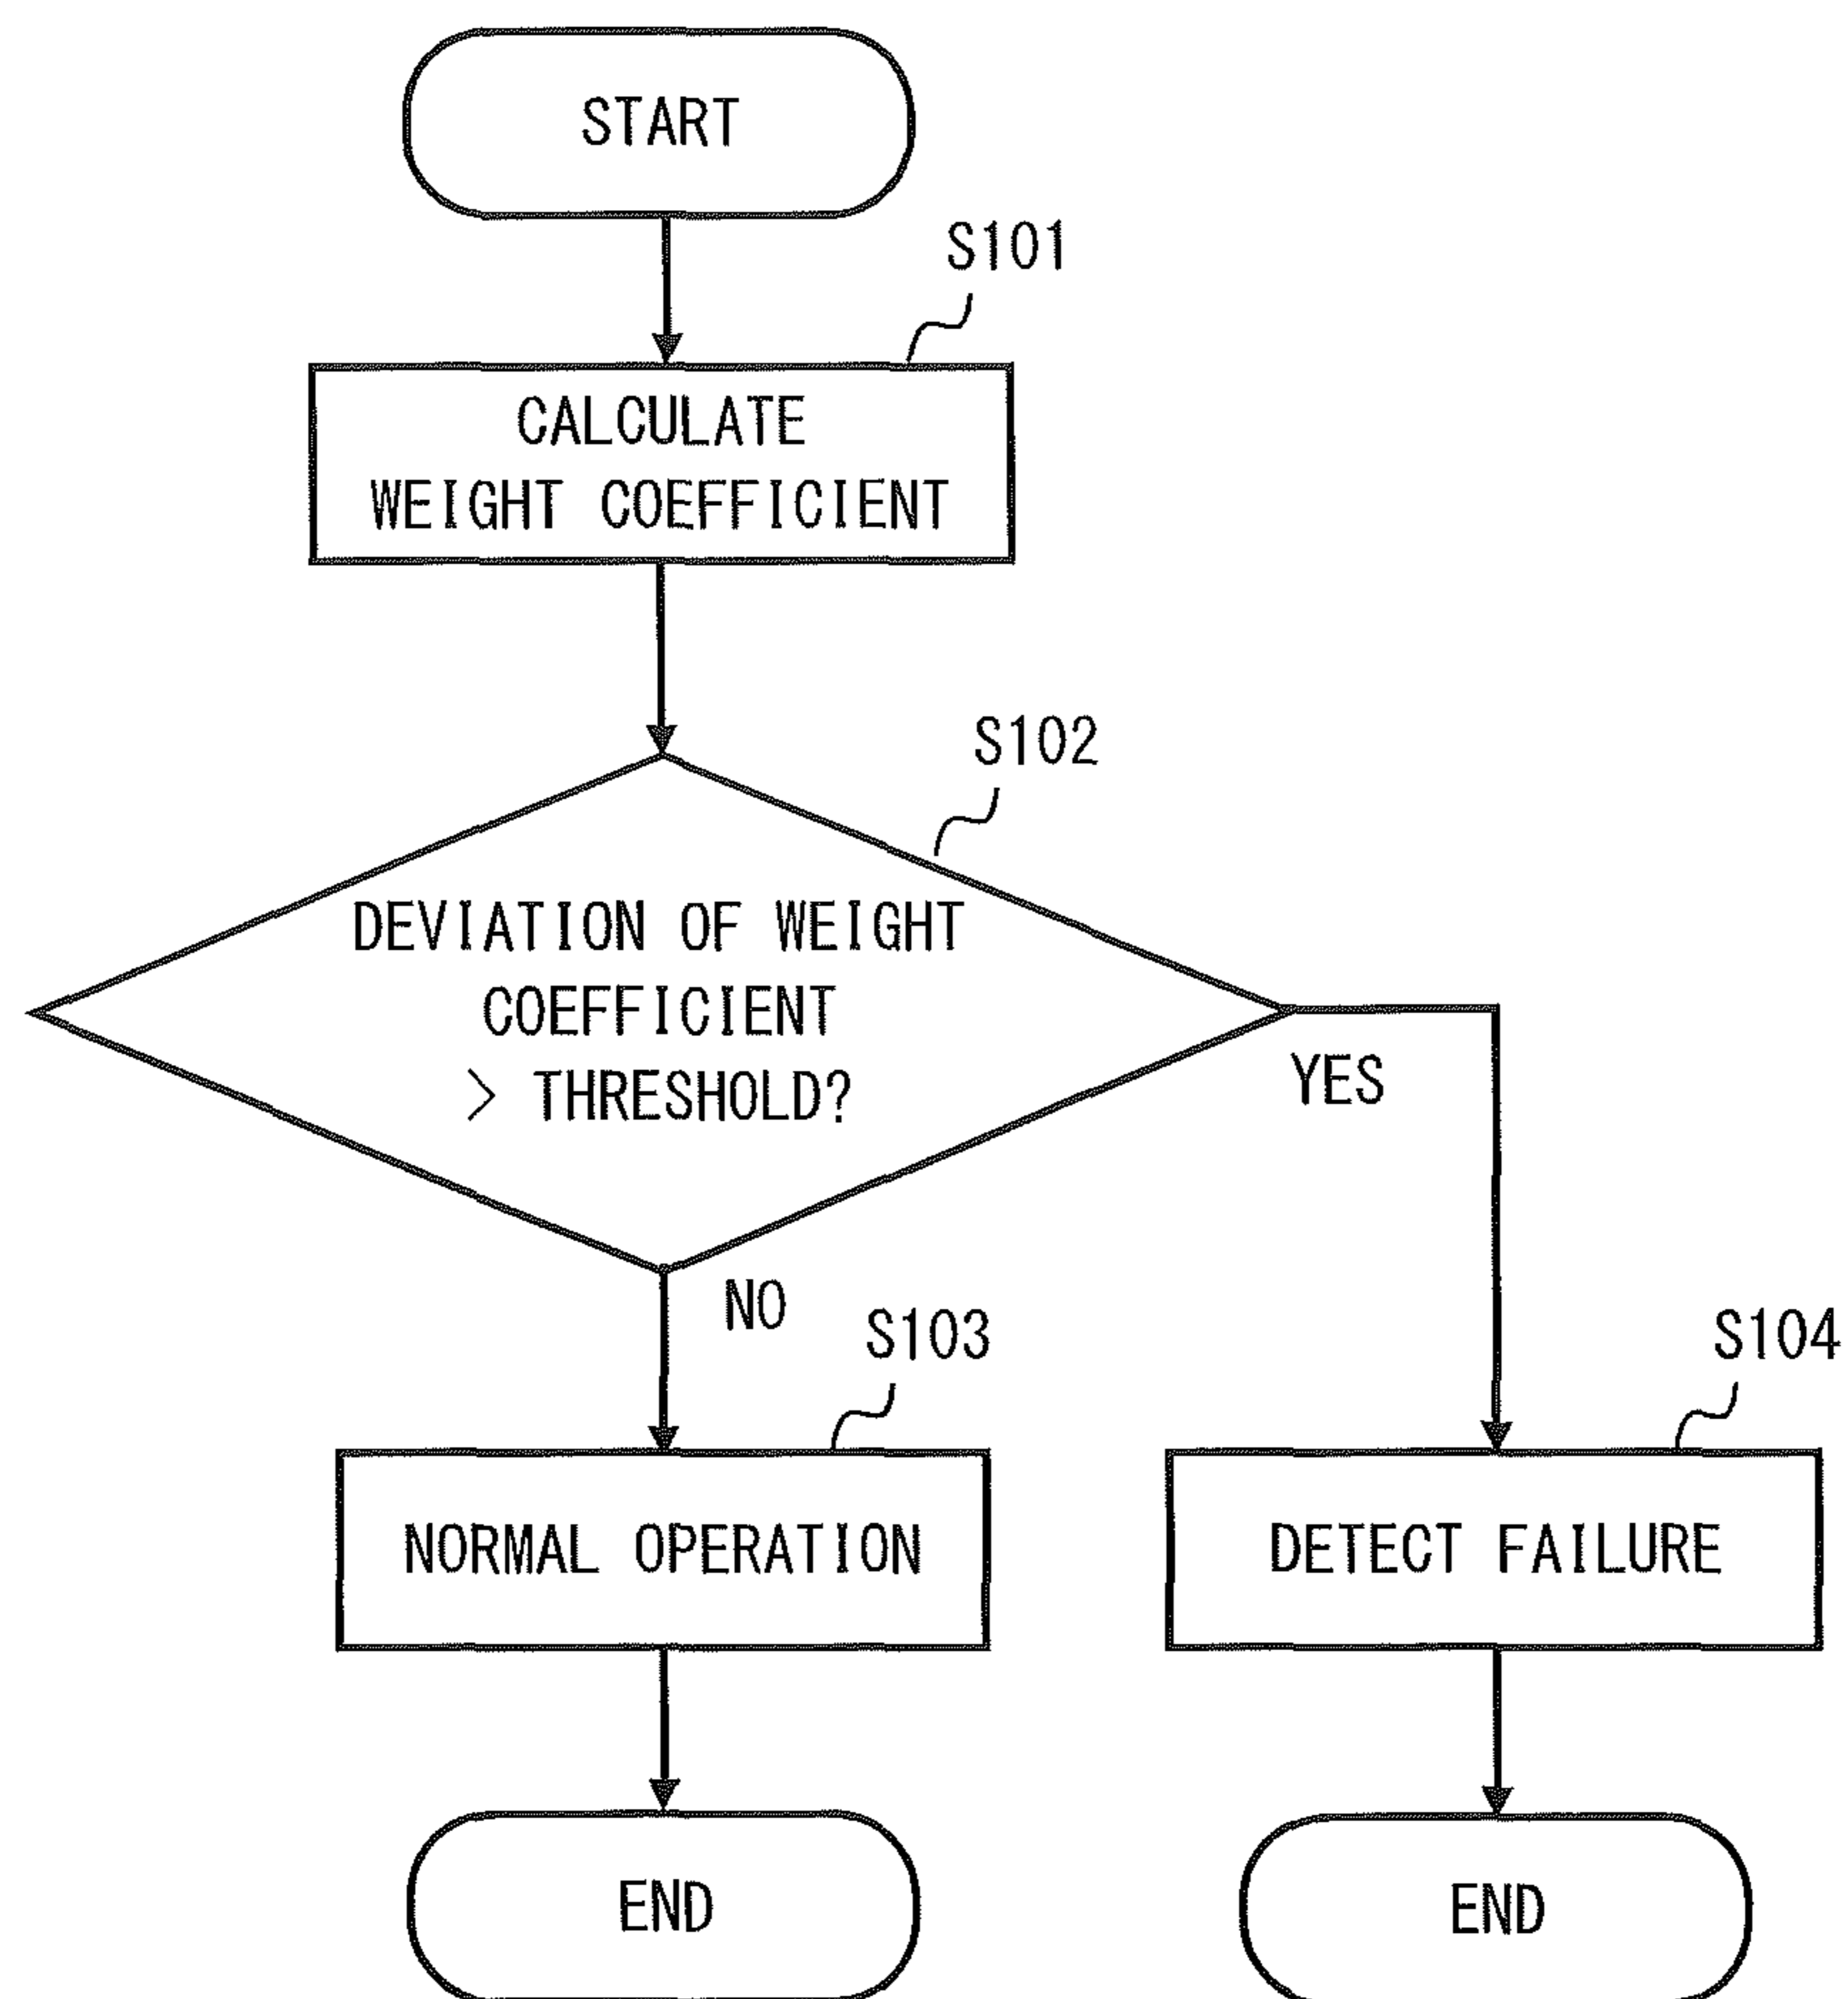 START
S101
CALCULATE
WEIGHT COEFFICIENT
S102
DEVIATION OF WEIGHT
COEFFICIENT
> THRESHOLD?
YES
NO
S103
S104
NORMAL OPERATION
DETECT FAILURE
END
END